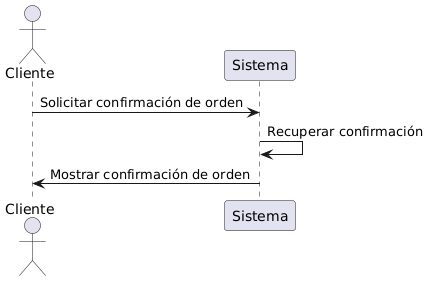 Cliente
Sistema
Solicitar confirmación de orden
Recuperar confirmación
Mostrar confirmación de orden
Cliente
Sistema